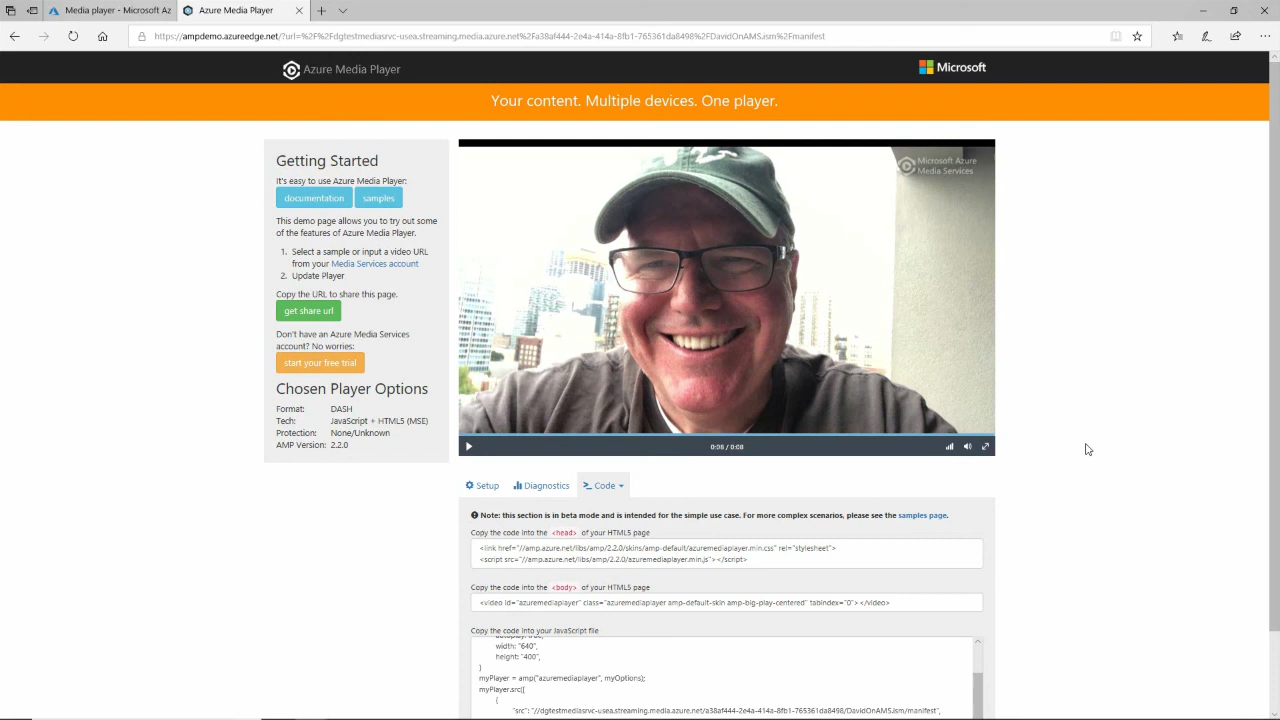 Media player - Microsoft Az
Azure Media Player
https://ampdemo.azureedge.net/?url=%2F%2Fdgtestmediasrvc-usea.streaming.media.azure.net%2Fa38af444-2e4a-414a-8fb1-765361da8498%2FDavidOnAMS.ism%2Fmanifest
Azure Media Player
Microsoft
Your content. Multiple devices. One player.
Getting Started
It's easy to use Azure Media Player:
documentation samples
This demo page allows you to try out some
of the features of Azure Media Player.
1. Select a sample or input a video URL
from your Media Services account
2. Update Player
Copy the URL to share this page.
get share url
Don't have an Azure Media Services
account? No worries:
start your free trial
Chosen Player Options
Format: DASH
Tech: JavaScript + HTML5 (MSE)
Protection: None/Unknown
AMP Version: 2.2.0
Microsoft Azure
Media Services
0:08 / 0:08
Setup Diagnostics Code
Note: this section is in beta mode and is intended for the simple use case. For more complex scenarios, please see the samples page.
Copy the code into the <head> of your HTML5 page
<link href="//amp.azure.net/libs/amp/2.2.0/skins/amp-default/azuremediaplayer.min.css" rel="stylesheet">
<script src="//amp.azure.net/libs/amp/2.2.0/azuremediaplayer.min.js"></script>
Copy the code into the <body> of your HTML5 page
<video id="azuremediaplayer" class="azuremediaplayer amp-default-skin amp-big-play-centered" tabindex="0"></video>
Copy the code into your JavaScript file
autoplay: true,
width: "640",
height: "400",
}
myPlayer = amp("azuremediaplayer", myOptions);
myPlayer.src([
{
"src": "//dgtestmediasrvc-usea.streaming.media.azure.net/a38af444-2e4a-414a-8fb1-765361da8498/DavidOnAMS.ism/manifest",